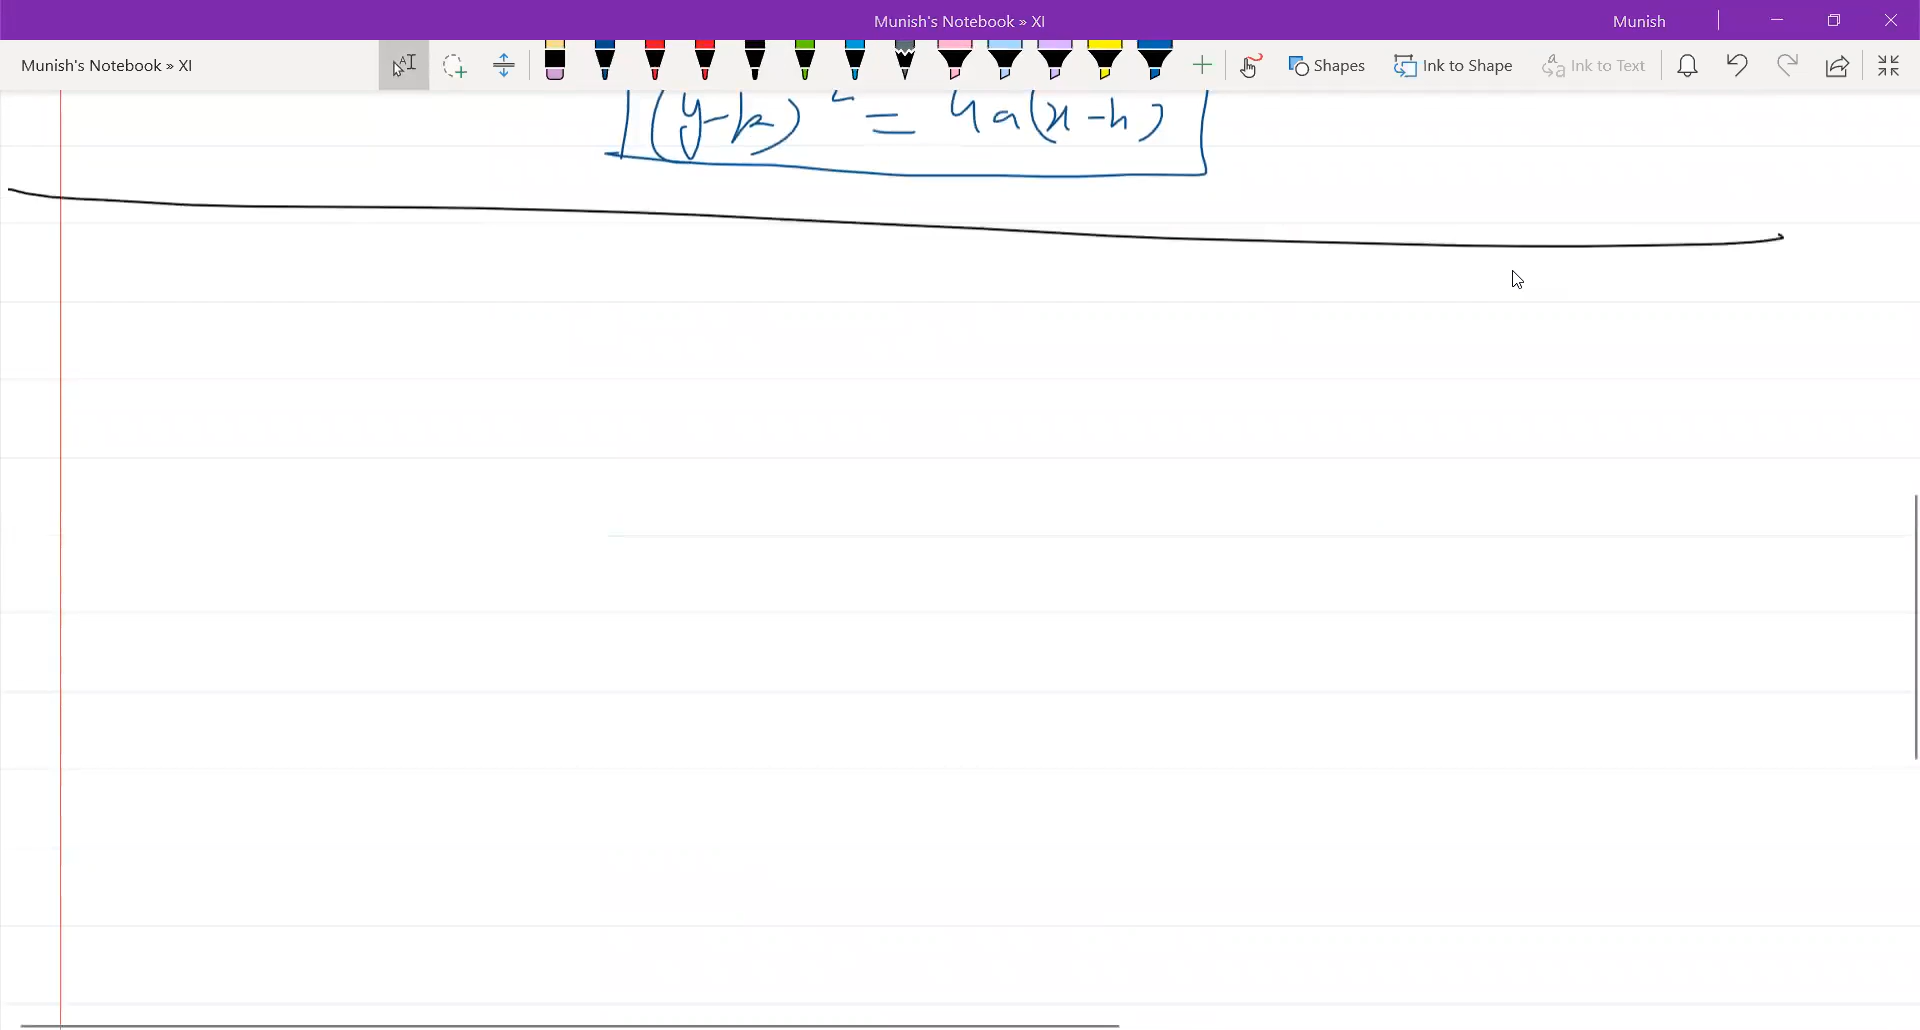 Munish's Notebook » XI
Munish
Munish's Notebook » XI
Shapes
Ink to Shape
Ink to Text
(y-k)² = 4a(x-h)